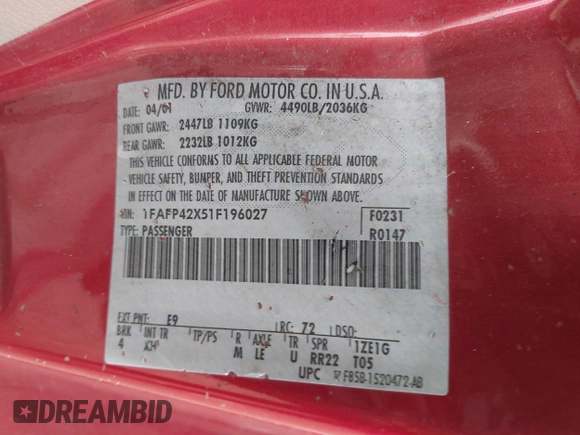 MFD. BY FORD MOTOR CO. IN U.S.A.
DATE: 04/01 GVWR: 4490LB/2036KG
FRONT GAWR: 2447LB 1109KG
REAR GAWR: 2232LB 1012KG
THIS VEHICLE CONFORMS TO ALL APPLICABLE FEDERAL MOTOR
VEHICLE SAFETY, BUMPER, AND THEFT PREVENTION STANDARDS
IN EFFECT ON THE DATE OF MANUFACTURE SHOWN ABOVE.
VIN: 1FAFP42X51F196027 F0231
TYPE: PASSENGER R0147
EXT PNT: E9 RC: 72 DSO:
BRK INT TR TP/PS R AXLE TR SPR 1ZE1G
4 XH M LE U RR22 T05
UPC F85B-1520472-AB
DREAMBID